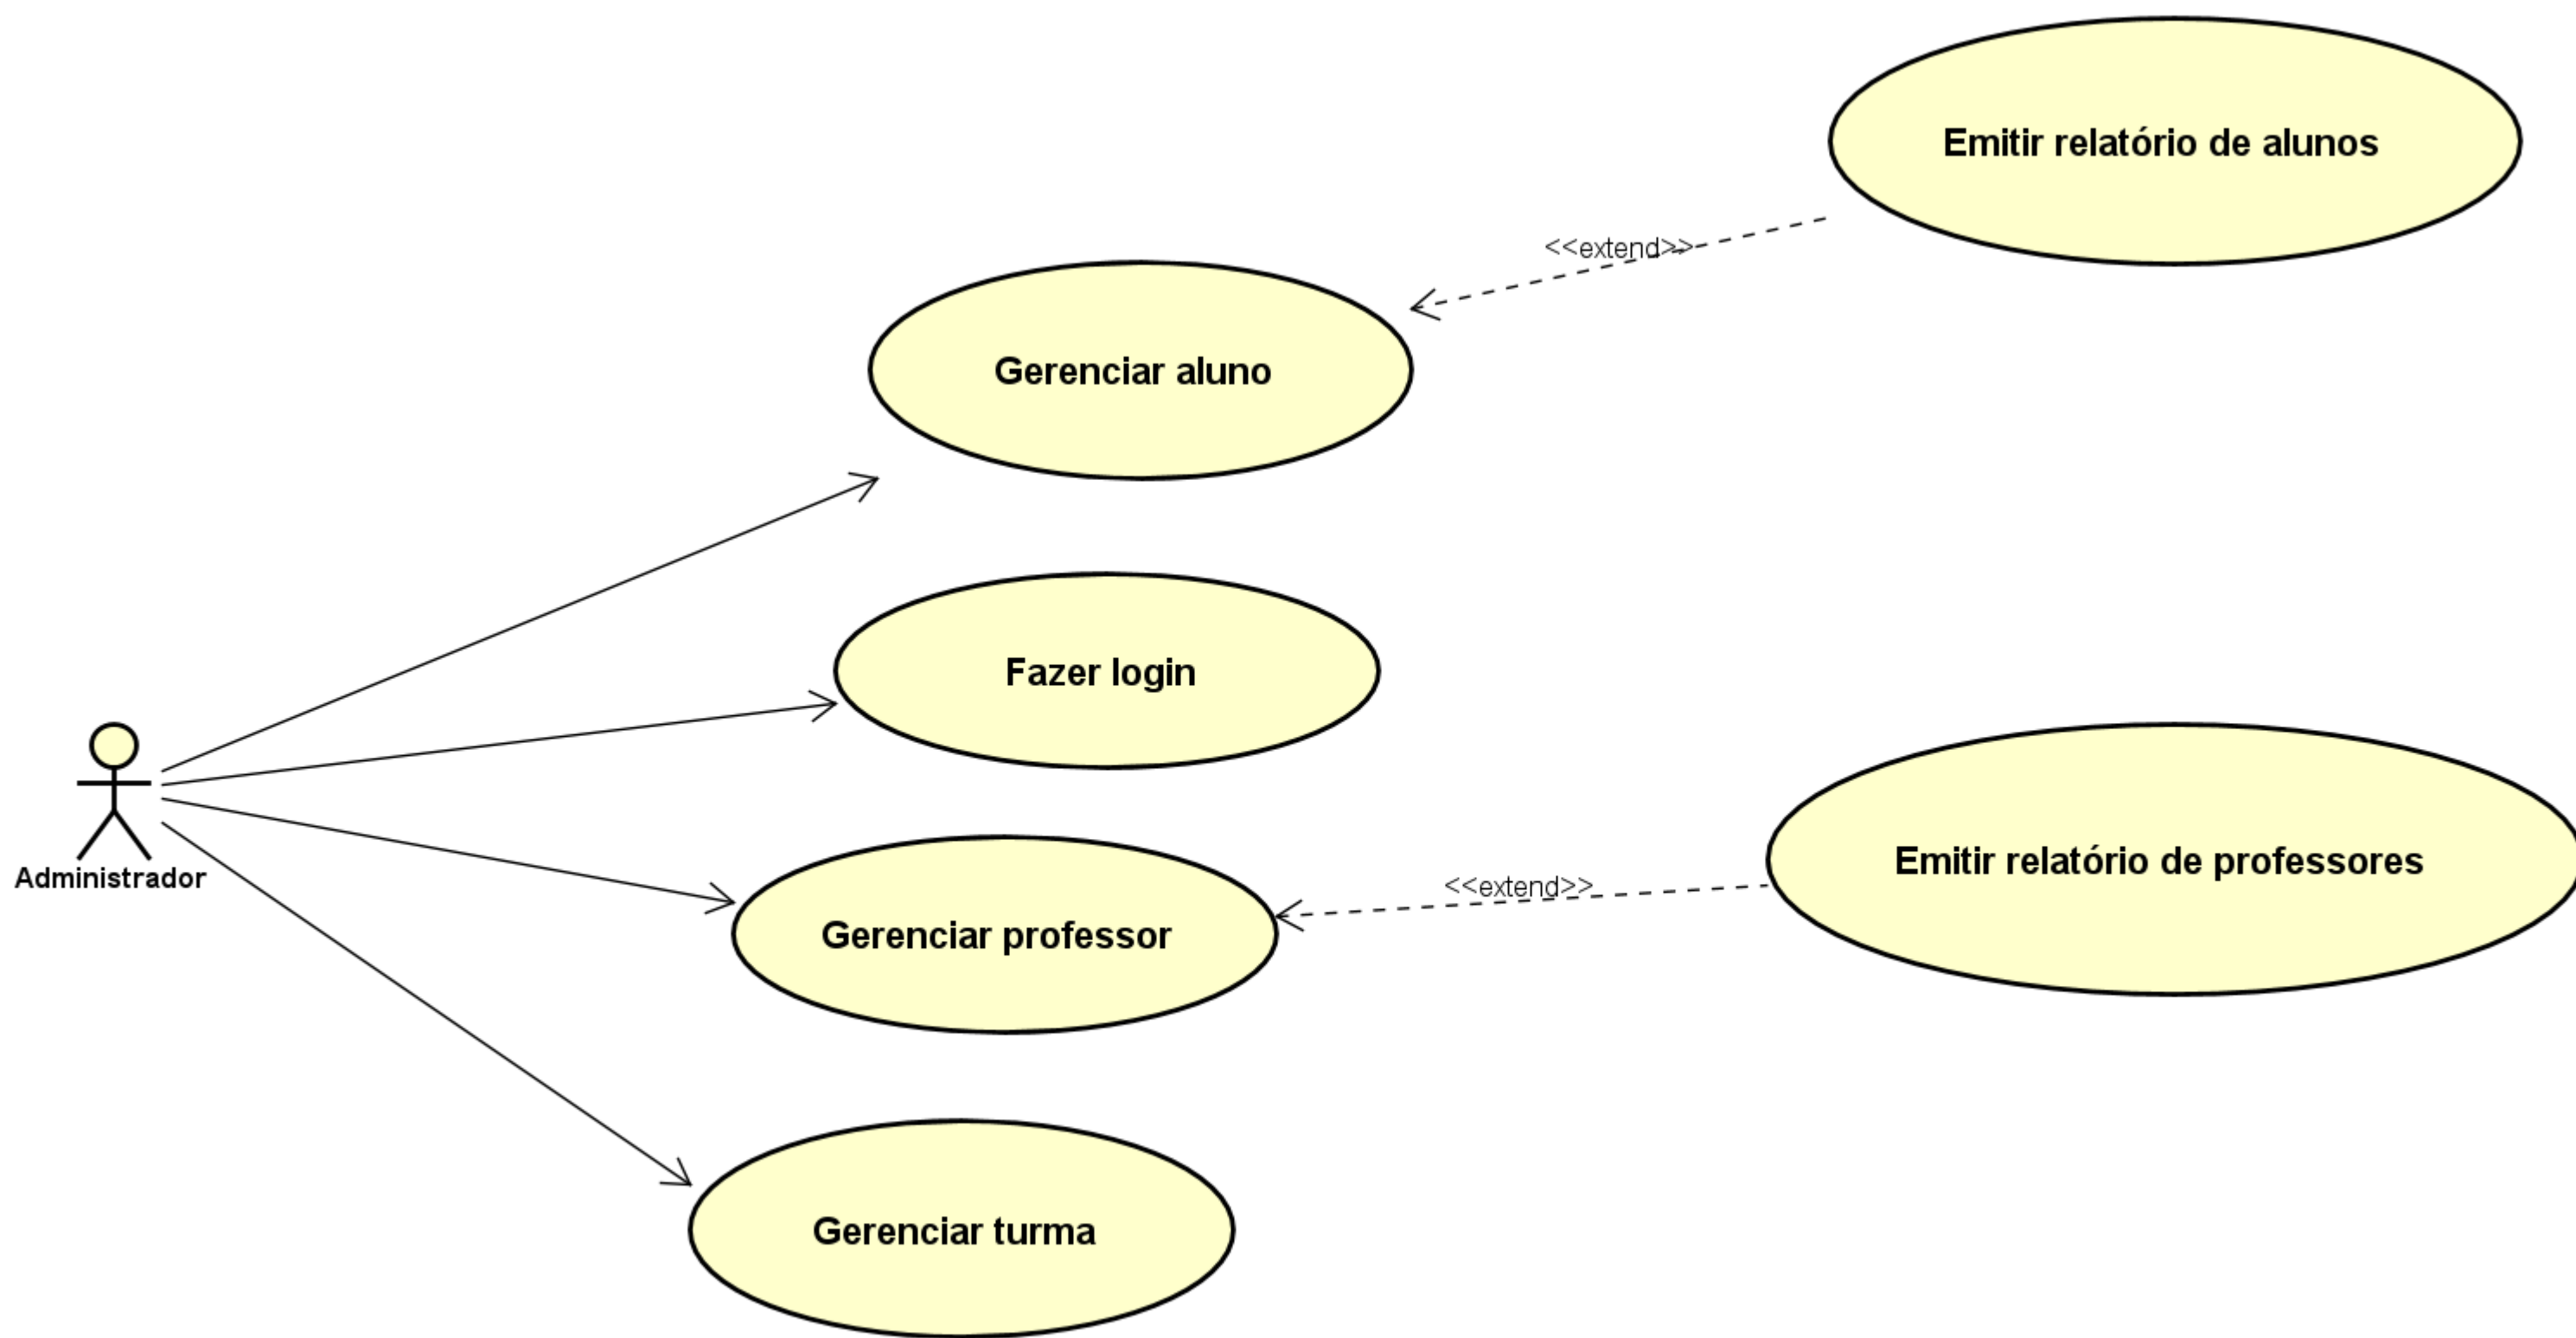 Emitir relatório de alunos
<<extend>>
Gerenciar aluno
Fazer login
Administrador
Emitir relatório de professores
<<extend>>
Gerenciar professor
Gerenciar turma